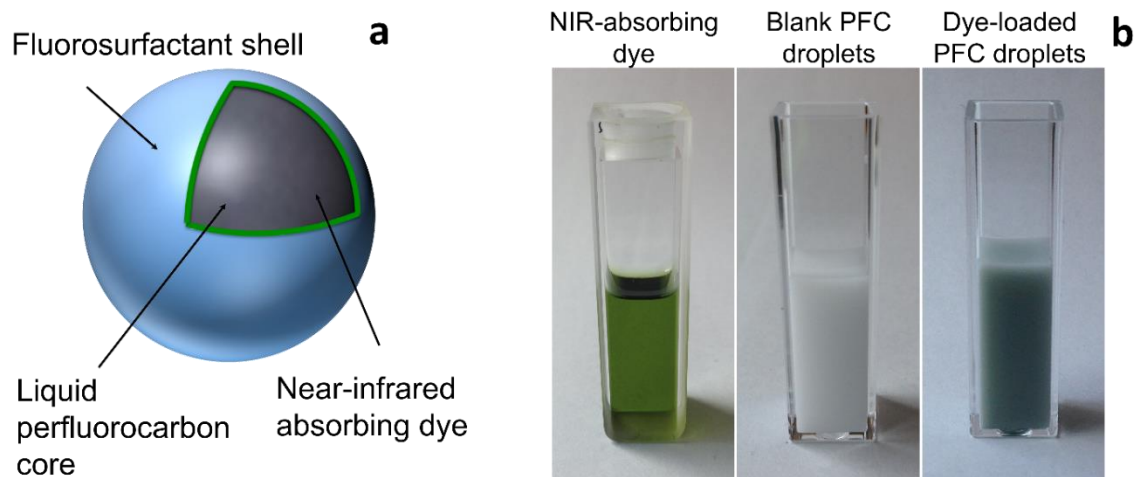 a
Fluorosurfactant shell
Liquid
perfluorocarbon
core
Near-infrared
absorbing dye
NIR-absorbing
dye
Blank PFC
droplets
Dye-loaded
PFC droplets
b